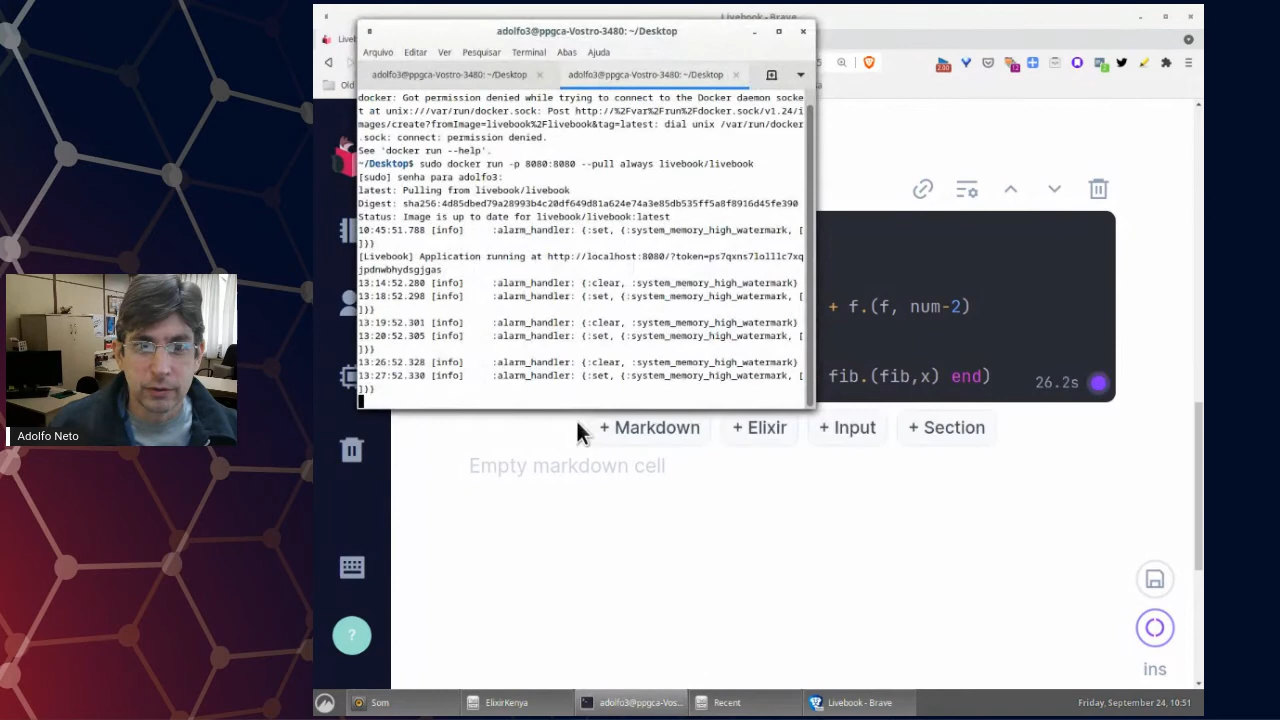 Livebook - Brave
adolfo3@ppgca-Vostro-3480: ~/Desktop
Arquivo Editar Ver Pesquisar Terminal Abas Ajuda
adolfo3@ppgca-Vostro-3480: ~/Desktop
adolfo3@ppgca-Vostro-3480: ~/Desktop
docker: Got permission denied while trying to connect to the Docker daemon socke
t at unix:///var/run/docker.sock: Post http://%2Fvar%2Frun%2Fdocker.sock/v1.24/i
mages/create?fromImage=livebook%2Flivebook&tag=latest: dial unix /var/run/docker
.sock: connect: permission denied.
See 'docker run --help'.
~/Desktop$ sudo docker run -p 8080:8080 --pull always livebook/livebook
[sudo] senha para adolfo3:
latest: Pulling from livebook/livebook
Digest: sha256:4d85dbed79a28993b4c20df649d81a624e74a3e85db535ff5a8f8916d45fe390
Status: Image is up to date for livebook/livebook:latest
10:45:51.788 [info] :alarm_handler: {:set, {:system_memory_high_watermark, [
]}}
[Livebook] Application running at http://localhost:8080/?token=ps7qxns7lolllc7xq
jpdnwbhydsgjgas
13:14:52.280 [info] :alarm_handler: {:clear, :system_memory_high_watermark}
13:18:52.298 [info] :alarm_handler: {:set, {:system_memory_high_watermark, [
]}}
13:19:52.301 [info] :alarm_handler: {:clear, :system_memory_high_watermark}
13:20:52.305 [info] :alarm_handler: {:set, {:system_memory_high_watermark, [
]}}
13:26:52.328 [info] :alarm_handler: {:clear, :system_memory_high_watermark}
13:27:52.330 [info] :alarm_handler: {:set, {:system_memory_high_watermark, [
]}}
+ f.(f, num-2)
fib.(fib,x) end)
26.2s
+ Markdown + Elixir + Input + Section
Empty markdown cell
Adolfo Neto
?
ins
Som
ElixirKenya
adolfo3@ppgca-Vos...
Recent
Livebook - Brave
Friday, September 24, 10:51